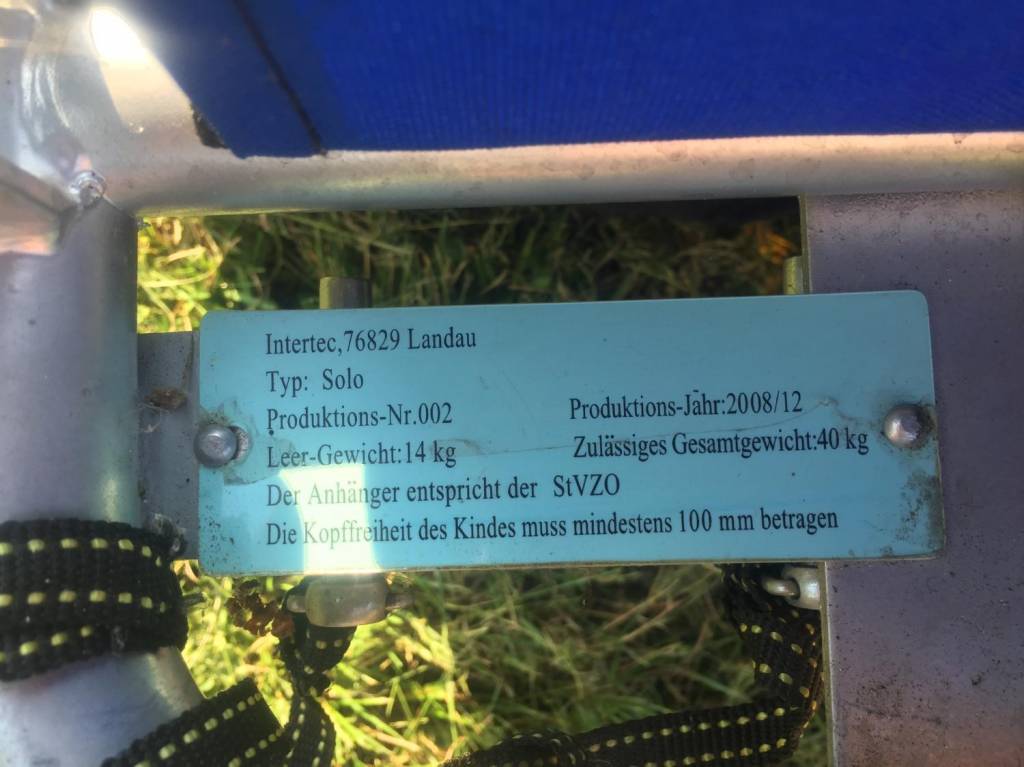 Intertec,76829 Landau
Typ: Solo
Produktions-Nr.002 Produktions-Jahr:2008/12
Leer-Gewicht:14 kg Zulässiges Gesamtgewicht:40 kg
Der Anhänger entspricht der StVZO
Die Kopffreiheit des Kindes muss mindestens 100 mm betragen